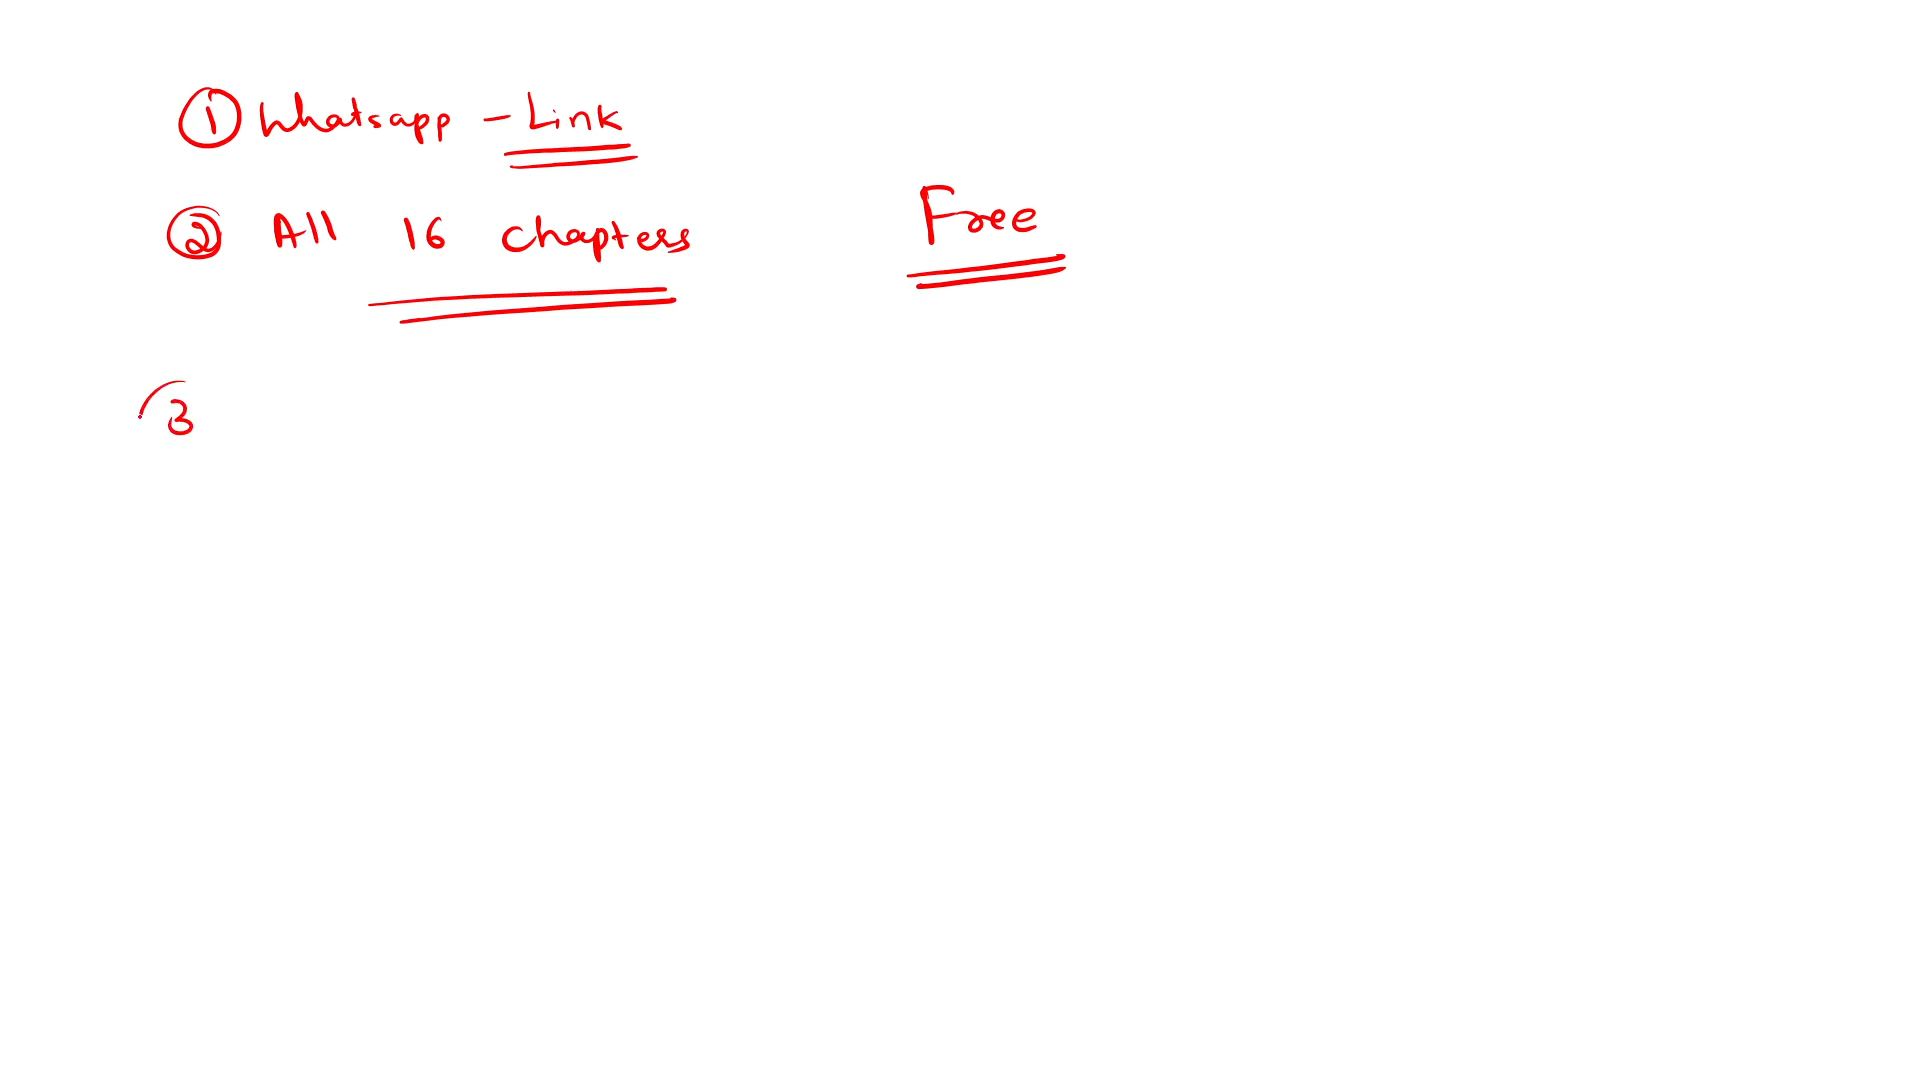 ① Whatsapp - Link
② All 16 chapters
Free
3